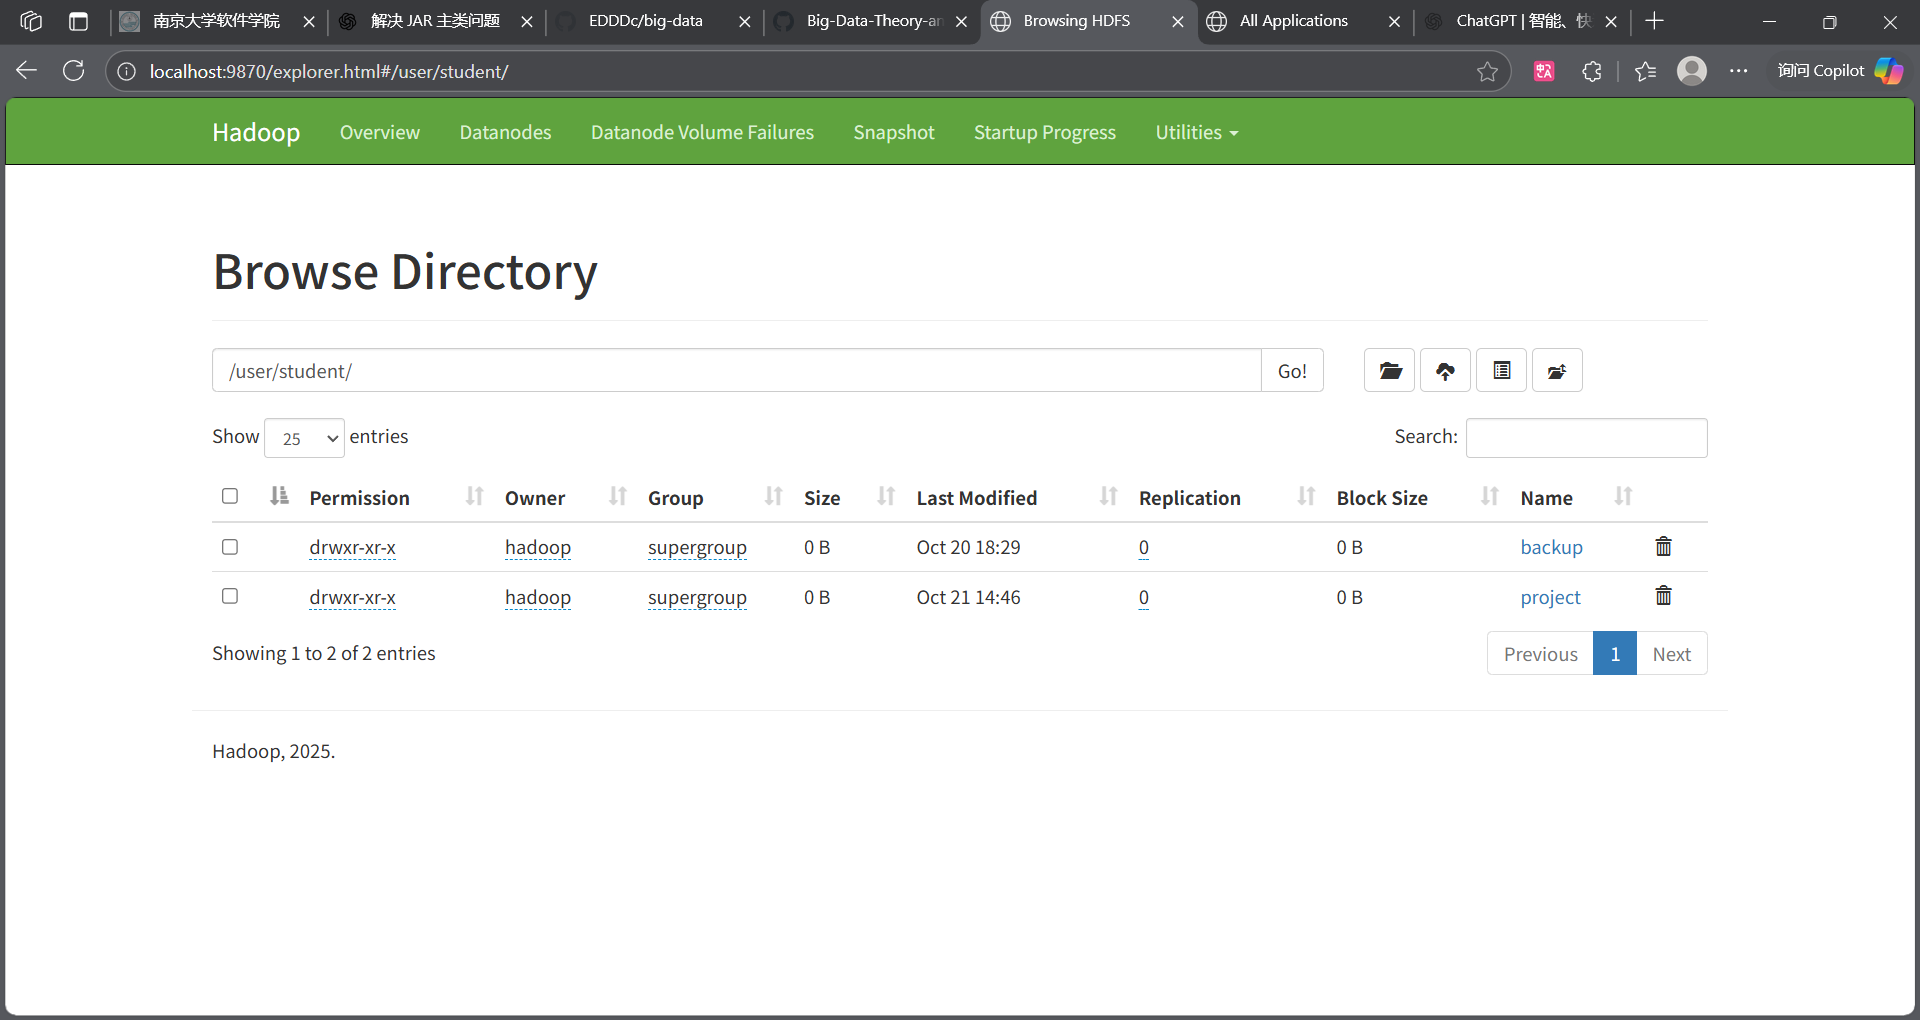 南京大学软件学院
解决 JAR 主类问题
EDDDc/big-data
Big-Data-Theory-an
Browsing HDFS
All Applications
ChatGPT | 智能、快
localhost:9870/explorer.html#/user/student/
询问 Copilot
Hadoop Overview Datanodes Datanode Volume Failures Snapshot Startup Progress Utilities
Browse Directory
/user/student/ Go!
Show 25 entries Search:
Permission Owner Group Size Last Modified Replication Block Size Name
drwxr-xr-x hadoop supergroup 0 B Oct 20 18:29 0 0 B backup
drwxr-xr-x hadoop supergroup 0 B Oct 21 14:46 0 0 B project
Showing 1 to 2 of 2 entries Previous 1 Next
Hadoop, 2025.